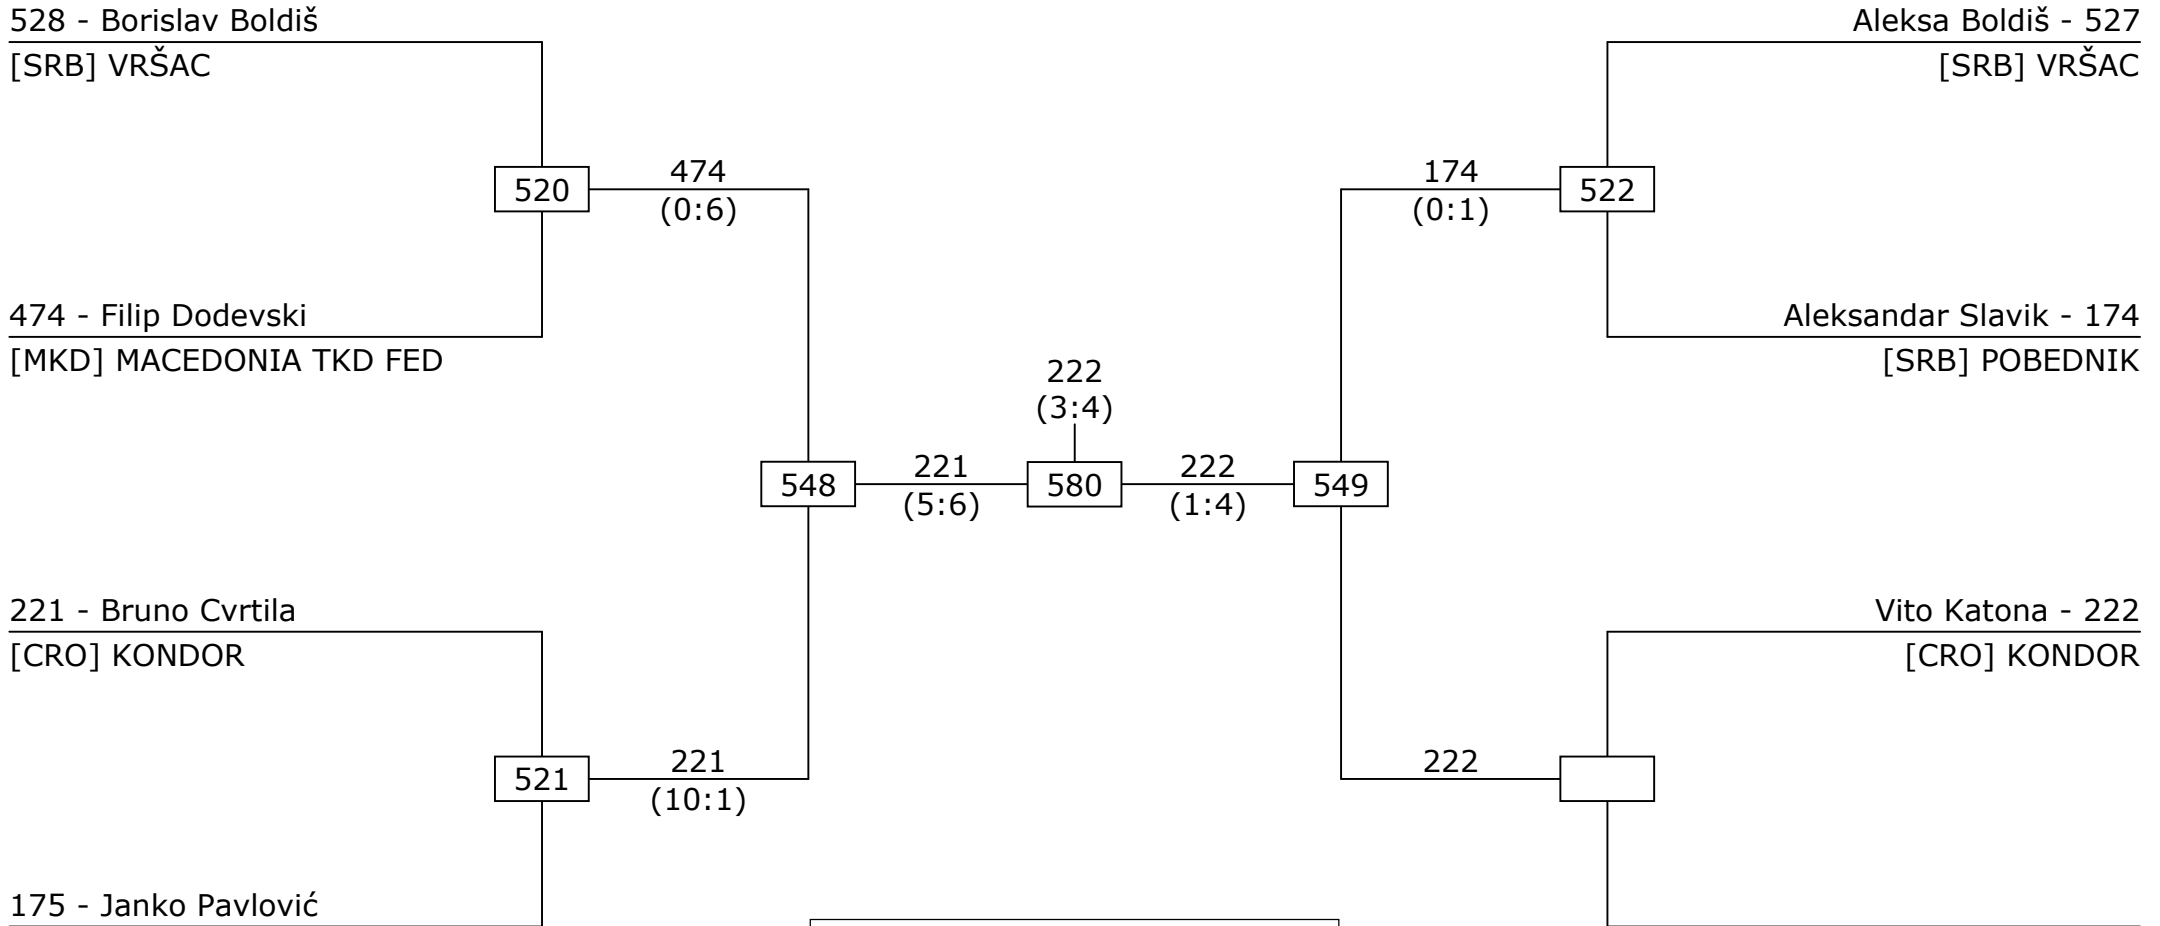 528 - Borislav Boldiš
Aleksa Boldiš - 527
[SRB] VRŠAC
[SRB] VRŠAC
474
174
520
522
(0:6)
(0:1)
474 - Filip Dodevski
Aleksandar Slavik - 174
[MKD] MACEDONIA TKD FED
[SRB] POBEDNIK
222
(3:4)
221
222
548
580
549
(5:6)
(1:4)
221 - Bruno Cvrtila
Vito Katona - 222
[CRO] KONDOR
[CRO] KONDOR
221
222
521
(10:1)
175 - Janko Pavlović